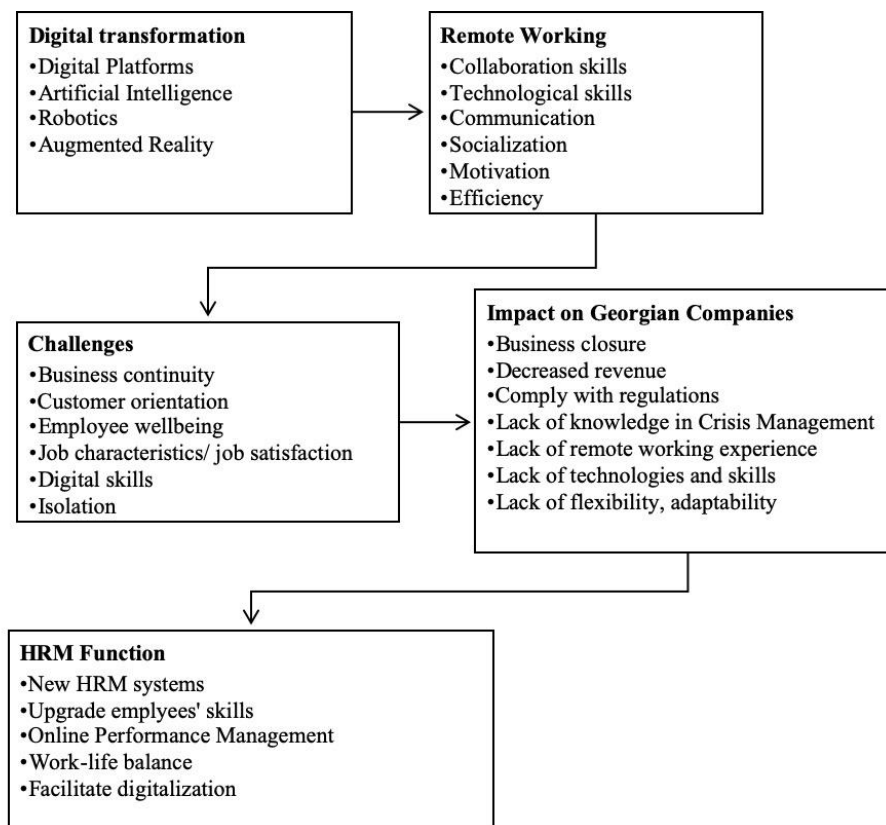 Digital transformation
•Digital Platforms
•Artificial Intelligence
•Robotics
•Augmented Reality
Remote Working
•Collaboration skills
•Technological skills
•Communication
•Socialization
•Motivation
•Efficiency
Challenges
•Business continuity
•Customer orientation
•Employee wellbeing
•Job characteristics/ job satisfaction
•Digital skills
•Isolation
Impact on Georgian Companies
•Business closure
•Decreased revenue
•Comply with regulations
•Lack of knowledge in Crisis Management
•Lack of remote working experience
•Lack of technologies and skills
•Lack of flexibility, adaptability
HRM Function
•New HRM systems
•Upgrade emplyees' skills
•Online Performance Management
•Work-life balance
•Facilitate digitalization